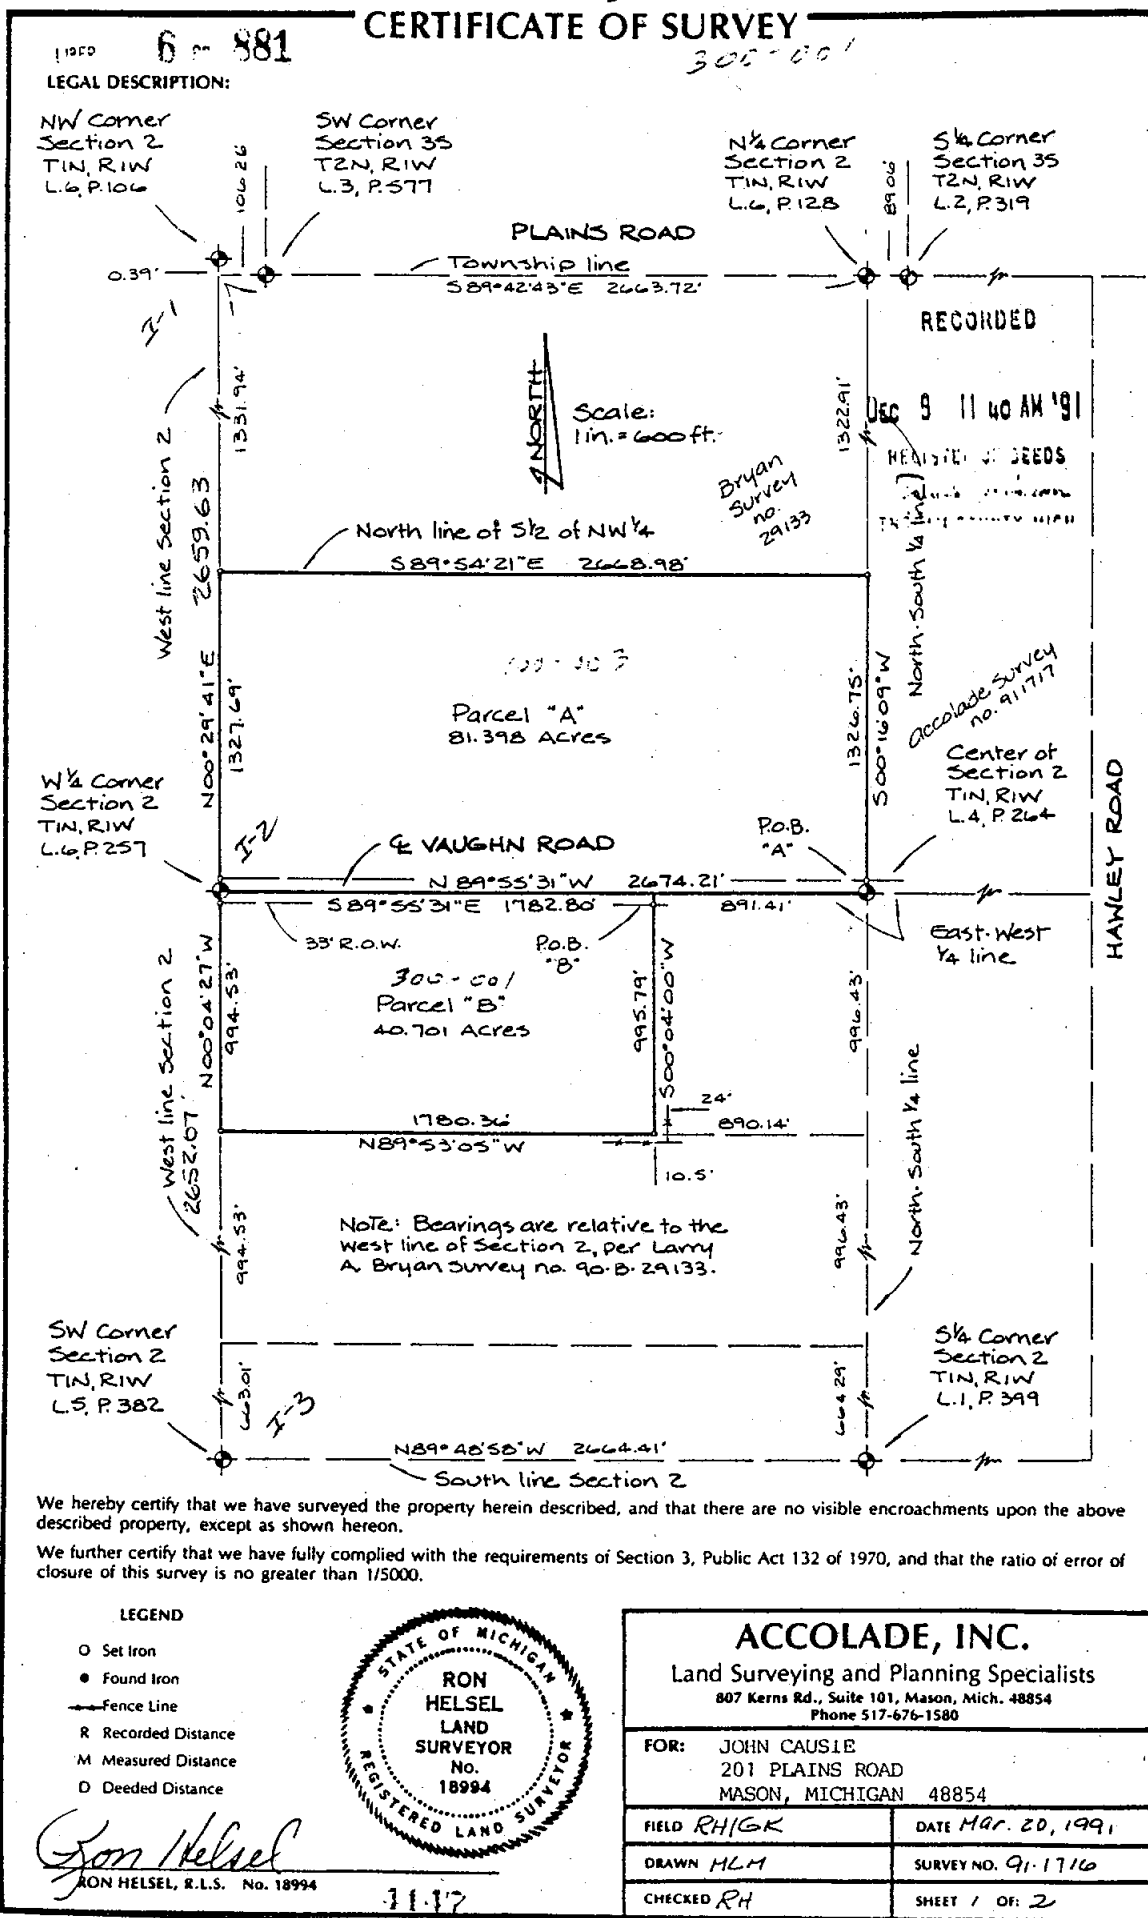 CERTIFICATE OF SURVEY
6 881
300-001
LEGAL DESCRIPTION:
NW Corner
Section 2
T1N, R1W
L.6, P.106
106.26
SW Corner
Section 35
T2N, R1W
L.3, P.577
N¼ Corner
Section 2
T1N, R1W
L.6, P.128
89.06
S¼ Corner
Section 35
T2N, R1W
L.2, P.319
PLAINS ROAD
0.39'
Township line
S89°42'43"E 2663.72'
I-1
RECORDED
DEC 9 11 40 AM '91
REGISTER OF DEEDS
NORTH
Scale:
1 in. = 600 ft.
West line Section 2
2659.63
1331.94'
1322.91'
Bryan
Survey
no.
29133
North line of S½ of NW¼
S89°54'21"E 2668.98'
North-South ¼ line
Parcel "A"
81.398 Acres
N00°29'41"E
1327.69'
1326.75'
S00°16'09"W
Accolade Survey
no. 911717
W¼ Corner
Section 2
T1N, R1W
L.6, P.257
I-2
℄ VAUGHN ROAD
P.O.B.
"A"
Center of
Section 2
T1N, R1W
L.4, P.264
HAWLEY ROAD
N89°55'31"W 2674.21'
S89°55'31"E 1782.80'
891.41'
33' R.O.W.
P.O.B.
"B"
East-West
¼ line
300-001
Parcel "B"
40.701 Acres
West line Section 2
2652.07'
N00°04'27"W
994.53'
995.79'
S00°04'00"W
996.43'
24'
1780.36'
890.14'
N89°53'05"W
10.5'
North-South ¼ line
NOTE: Bearings are relative to the
West line of Section 2, per Larry
A. Bryan Survey no. 90-B-29133.
994.53'
996.43'
SW Corner
Section 2
T1N, R1W
L.5, P.382
663.01'
I-3
664.29'
S¼ Corner
Section 2
T1N, R1W
L.1, P.399
N89°48'58"W 2664.41'
South line Section 2
We hereby certify that we have surveyed the property herein described, and that there are no visible encroachments upon the above
described property, except as shown hereon.
We further certify that we have fully complied with the requirements of Section 3, Public Act 132 of 1970, and that the ratio of error of
closure of this survey is no greater than 1/5000.
LEGEND
O Set Iron
● Found Iron
Fence Line
R Recorded Distance
M Measured Distance
D Deeded Distance
STATE OF MICHIGAN
RON
HELSEL
LAND
SURVEYOR
No.
18994
REGISTERED LAND SURVEYOR
Ron Helsel
RON HELSEL, R.L.S. No. 18994
11-17
ACCOLADE, INC.
Land Surveying and Planning Specialists
807 Kerns Rd., Suite 101, Mason, Mich. 48854
Phone 517-676-1580
FOR: JOHN CAUSIE
201 PLAINS ROAD
MASON, MICHIGAN 48854
FIELD RH/GK
DATE Mar. 20, 1991
DRAWN MLM
SURVEY NO. 91-1716
CHECKED RH
SHEET 1 OF: 2